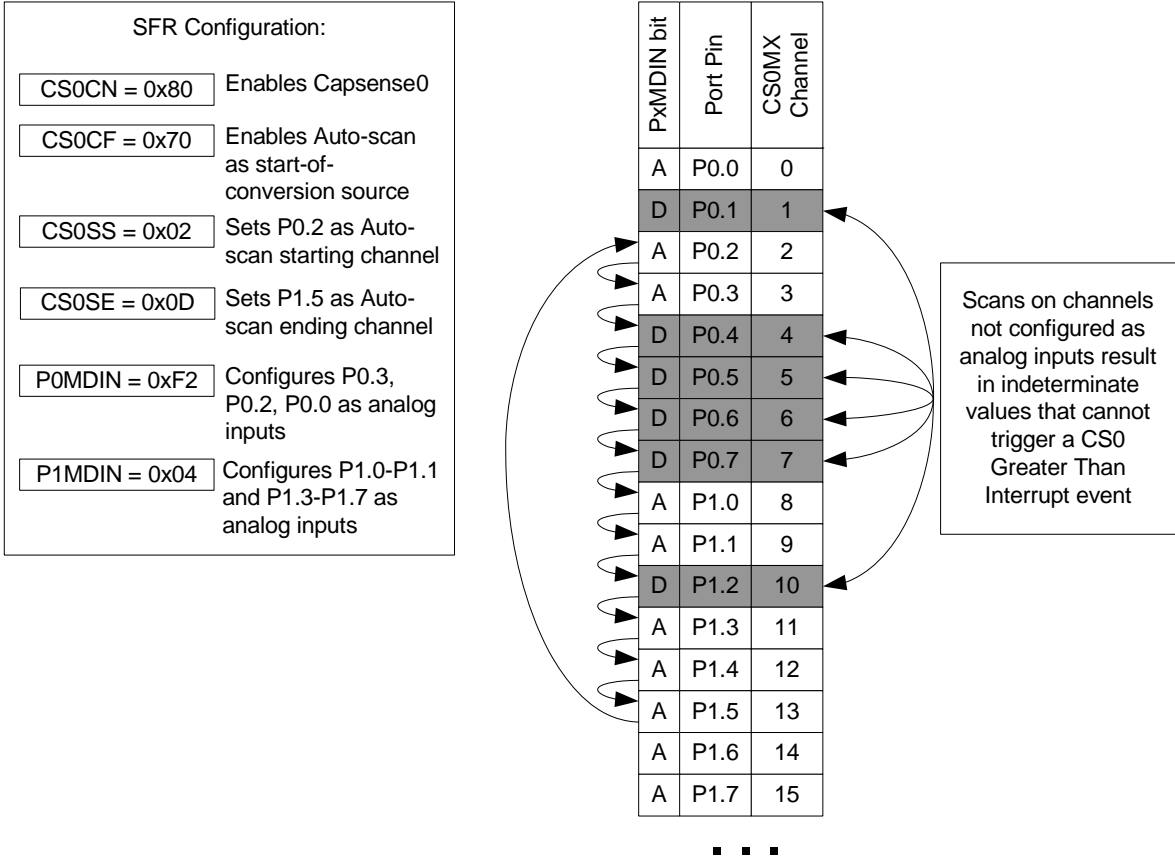 SFR Configuration:
CS0CN = 0x80
Enables Capsense0
CS0CF = 0x70
Enables Auto-scan
as start-of-
conversion source
CS0SS = 0x02
Sets P0.2 as Auto-
scan starting channel
CS0SE = 0x0D
Sets P1.5 as Auto-
scan ending channel
P0MDIN = 0xF2
Configures P0.3,
P0.2, P0.0 as analog
inputs
P1MDIN = 0x04
Configures P1.0-P1.1
and P1.3-P1.7 as
analog inputs
PxMDIN bit
Port Pin
CS0MX
Channel
A P0.0 0
D P0.1 1
A P0.2 2
A P0.3 3
D P0.4 4
D P0.5 5
D P0.6 6
D P0.7 7
A P1.0 8
A P1.1 9
D P1.2 10
A P1.3 11
A P1.4 12
A P1.5 13
A P1.6 14
A P1.7 15
...
Scans on channels
not configured as
analog inputs result
in indeterminate
values that cannot
trigger a CS0
Greater Than
Interrupt event